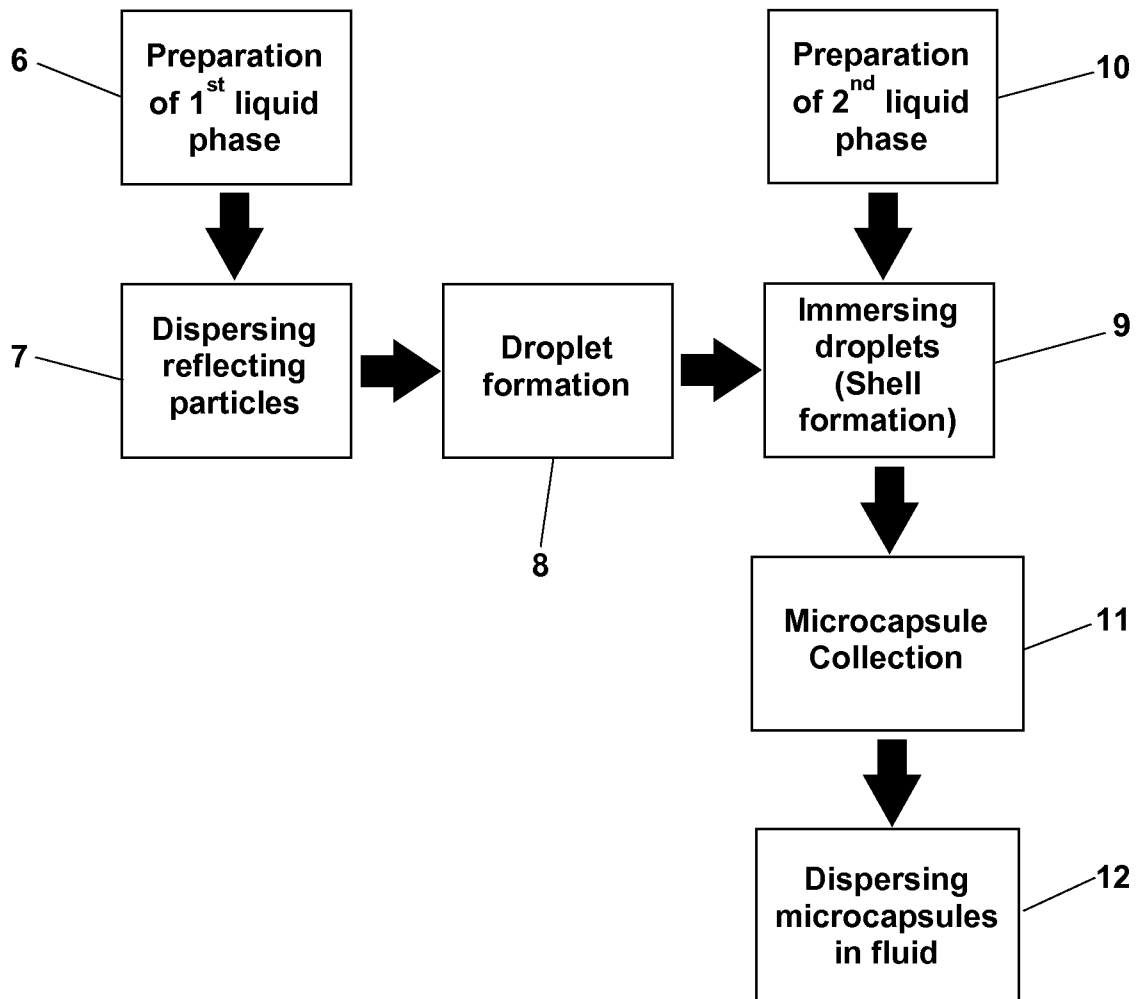 6
Preparation
of 1st liquid
phase
Preparation
of 2nd liquid
phase
10
7
Dispersing
reflecting
particles
Droplet
formation
8
Immersing
droplets
(Shell
formation)
9
Microcapsule
Collection
11
Dispersing
microcapsules
in fluid
12